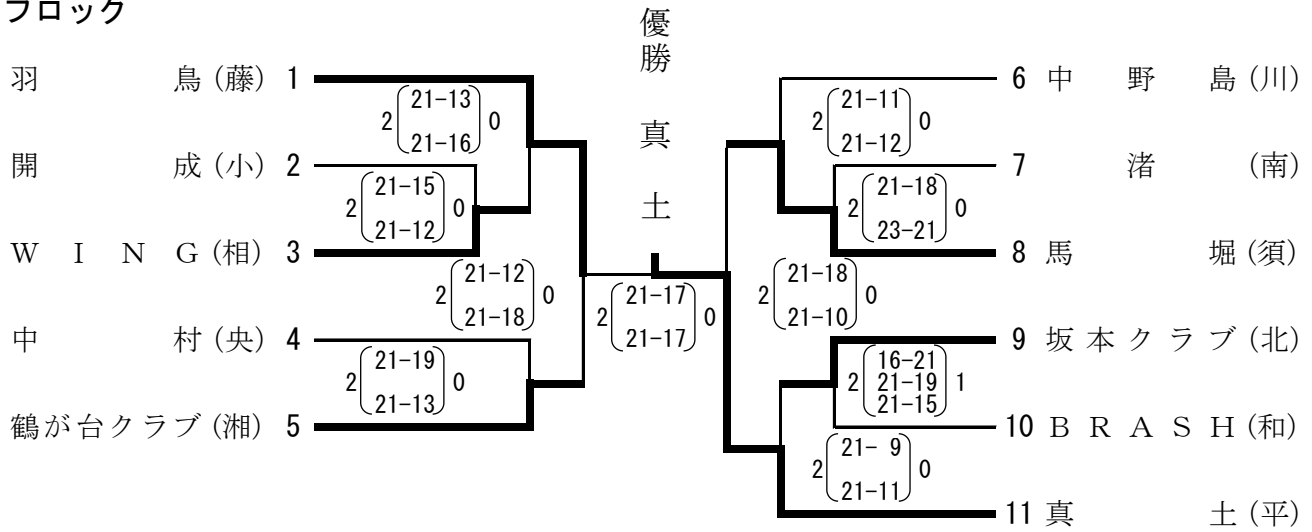 ブロック
優勝 真土
羽鳥(藤) 1
2 21-13 0
21-16
開成(小) 2
2 21-15 0
21-12
WING(相) 3
2 21-12 0
21-18
中村(央) 4
2 21-19 0
21-13
鶴が台クラブ(湘) 5
2 21-17 0
21-17
6 中野島(川)
2 21-11 0
21-12
7 渚(南)
2 21-18 0
23-21
8 馬堀(須)
2 21-18 0
21-10
9 坂本クラブ(北)
16-21
2 21-19 1
21-15
10 BRASH(和)
2 21- 9 0
21-11
11 真土(平)